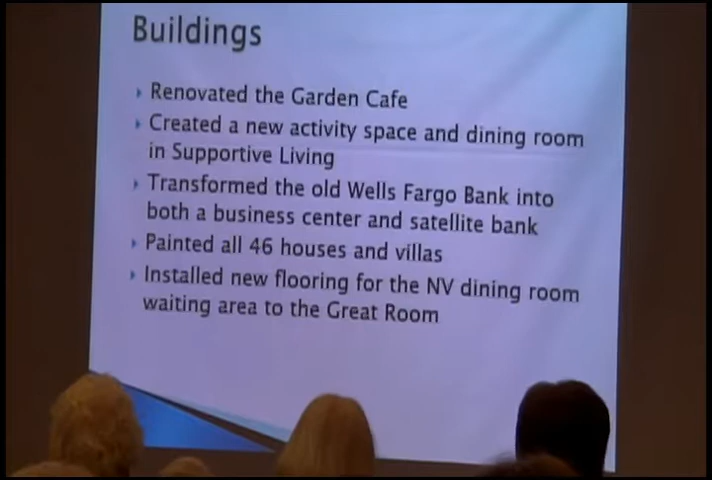 Buildings
Renovated the Garden Cafe
Created a new activity space and dining room
in Supportive Living
Transformed the old Wells Fargo Bank into
both a business center and satellite bank
Painted all 46 houses and villas
Installed new flooring for the NV dining room
waiting area to the Great Room